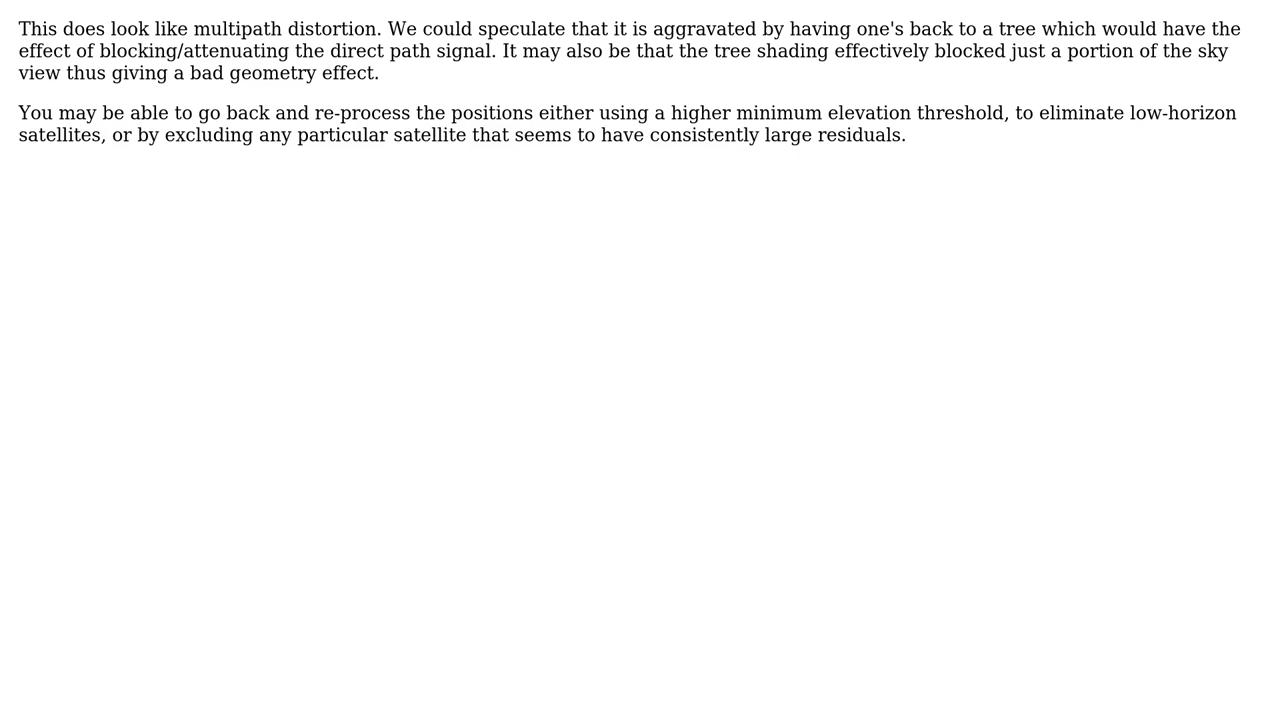 This does look like multipath distortion. We could speculate that it is aggravated by having one's back to a tree which would have the
effect of blocking/attenuating the direct path signal. It may also be that the tree shading effectively blocked just a portion of the sky
view thus giving a bad geometry effect.
You may be able to go back and re-process the positions either using a higher minimum elevation threshold, to eliminate low-horizon
satellites, or by excluding any particular satellite that seems to have consistently large residuals.